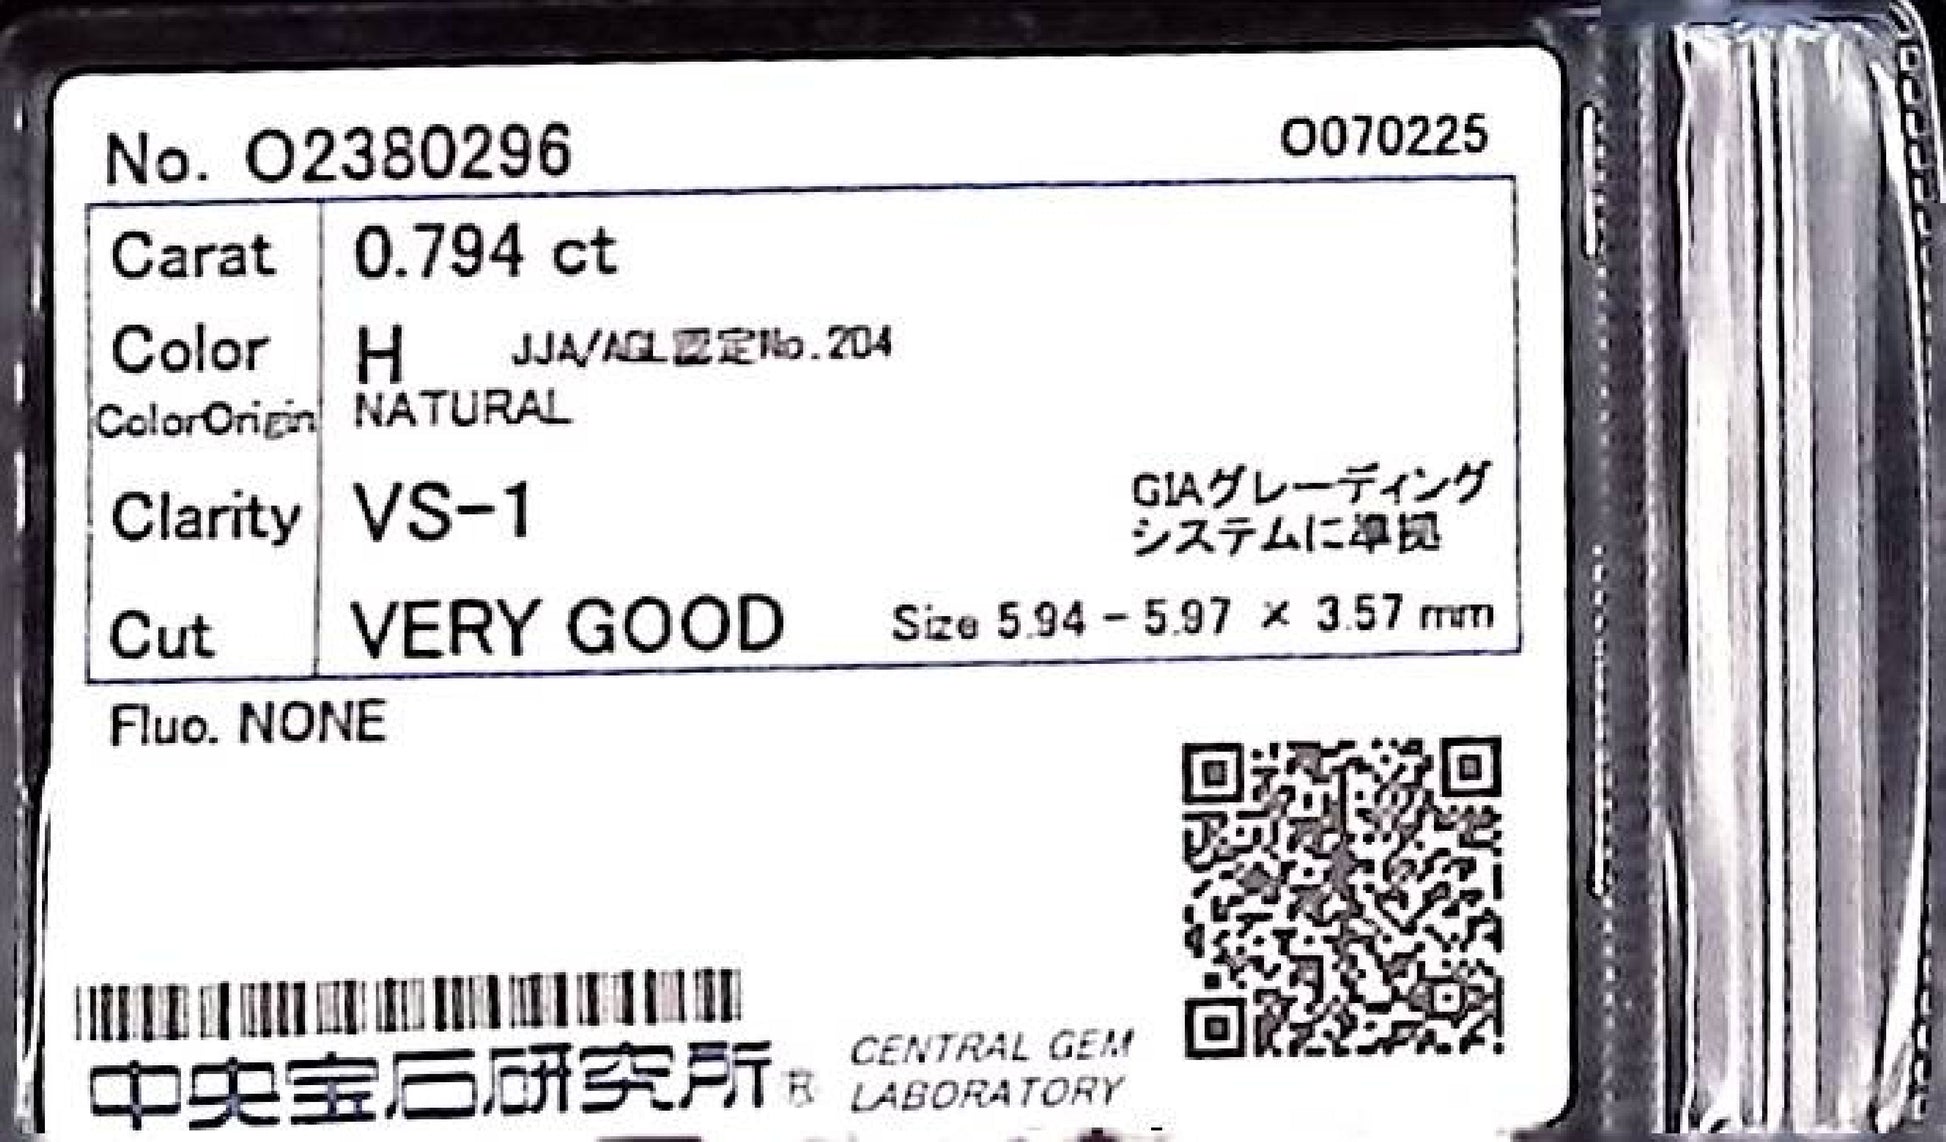 No. O2380296 O070225
Carat 0.794 ct
Color H JJA/AGL認定No.204
ColorOrigin NATURAL
Clarity VS-1 GIAグレーディング
システムに準拠
Cut VERY GOOD Size 5.94 - 5.97 × 3.57 mm
Fluo. NONE
中央宝石研究所® CENTRAL GEM
LABORATORY